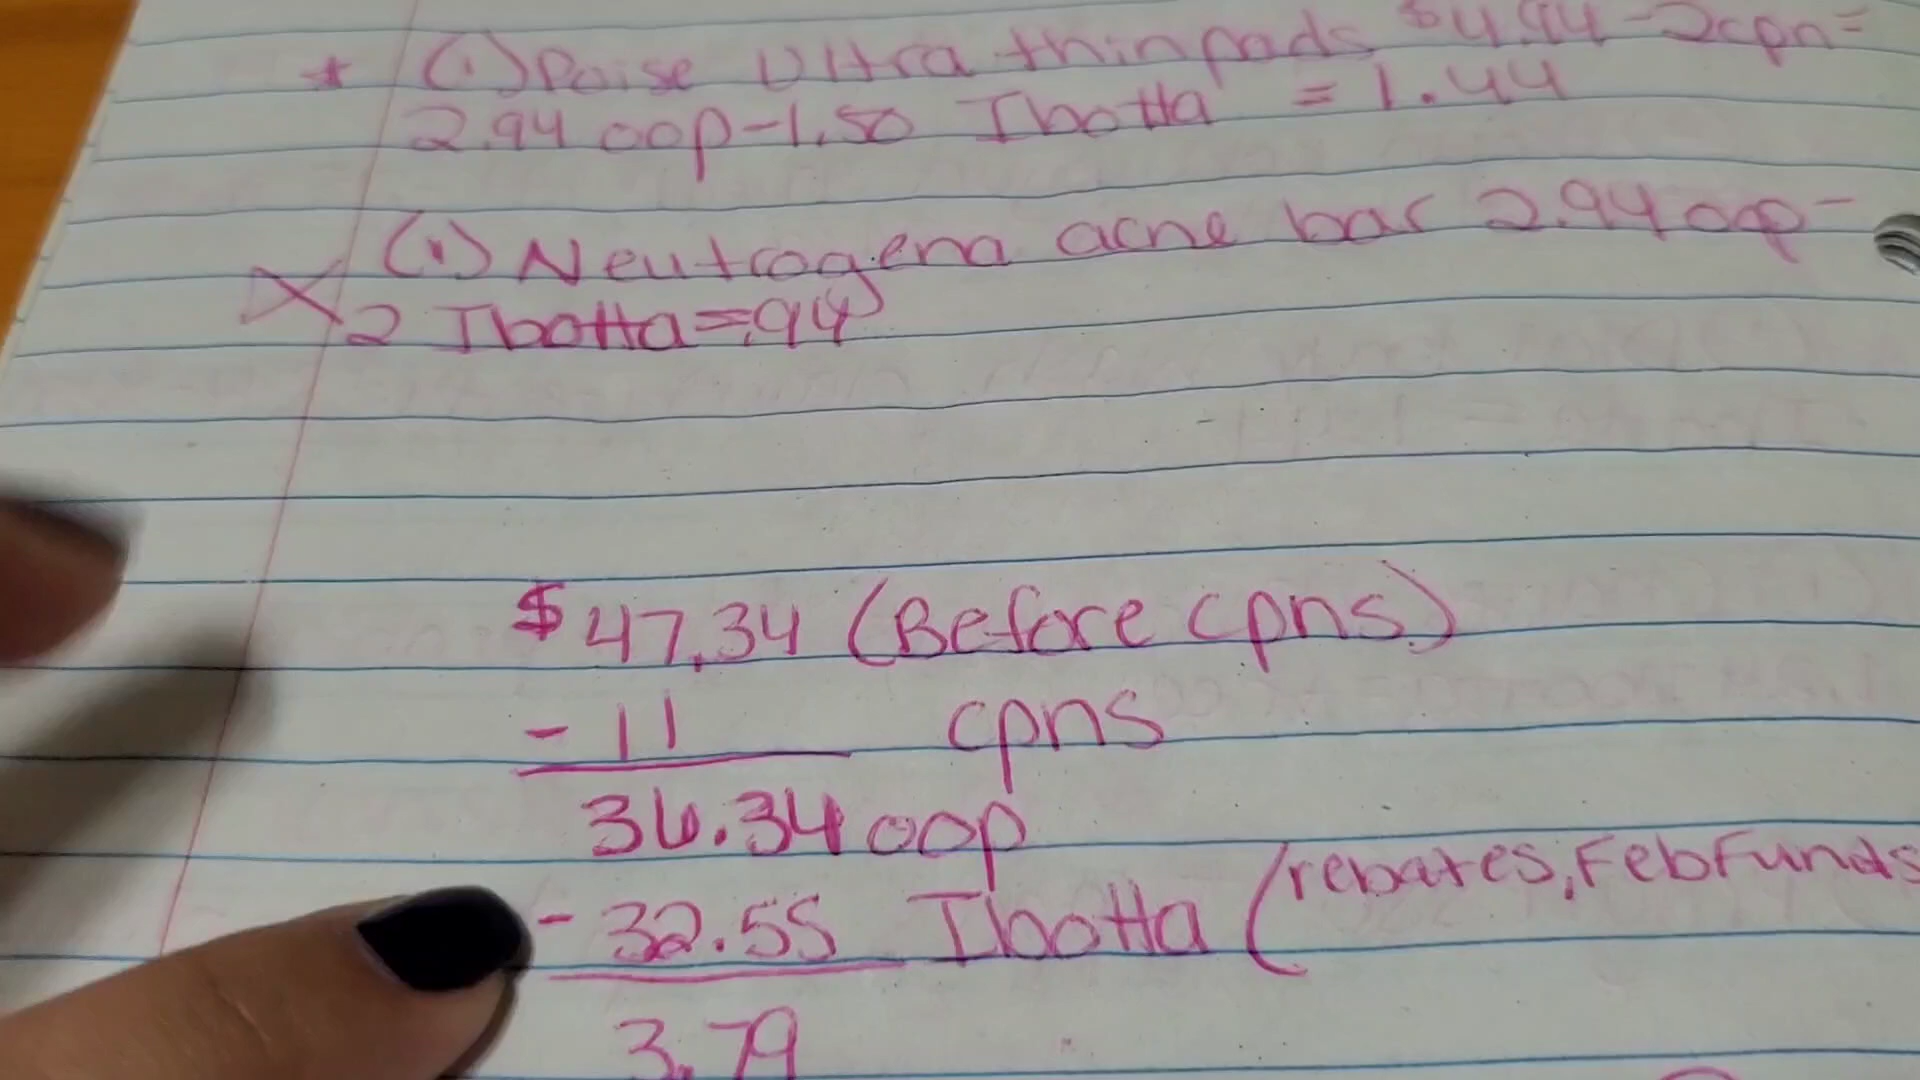 * (1) Poise Ultra thin pads $4.94 - 2cpn =
2.94 oop - 1.50 Ibotta = 1.44
(1) Neutrogena acne bar 2.94 oop -
X 2 Ibotta = .94
$47.34 (Before cpns.)
- 11 cpns
36.34 oop
- 32.55 Ibotta (rebates, Feb Funds
3.79